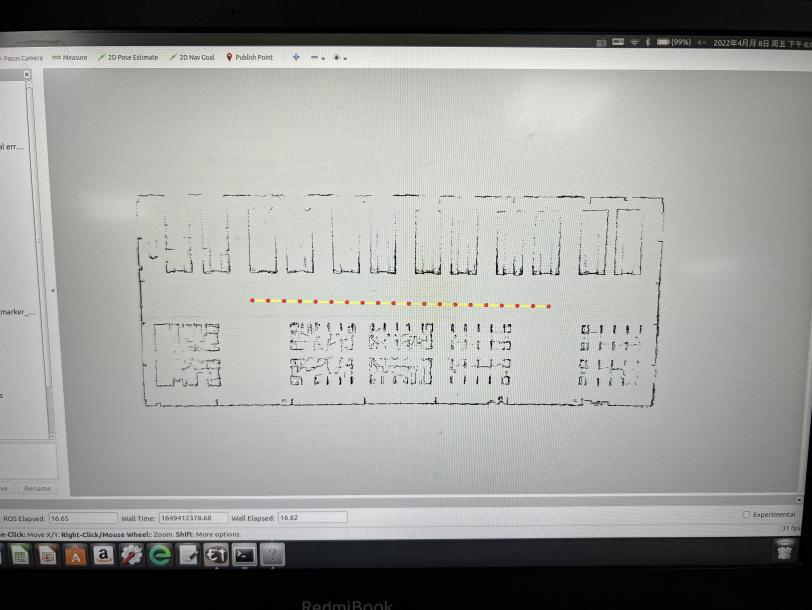 (99%) 2022年4月8日 周五 下午
Focus Camera Measure 2D Pose Estimate 2D Nav Goal Publish Point
al err...
marker_...
s
ve Rename
ROS Elapsed: 16.65 Wall Time: 1649412378.68 Wall Elapsed: 16.62 Experimental
e-Click: Move X/Y. Right-Click/Mouse Wheel: Zoom. Shift: More options. 31 fps
RedmiBook